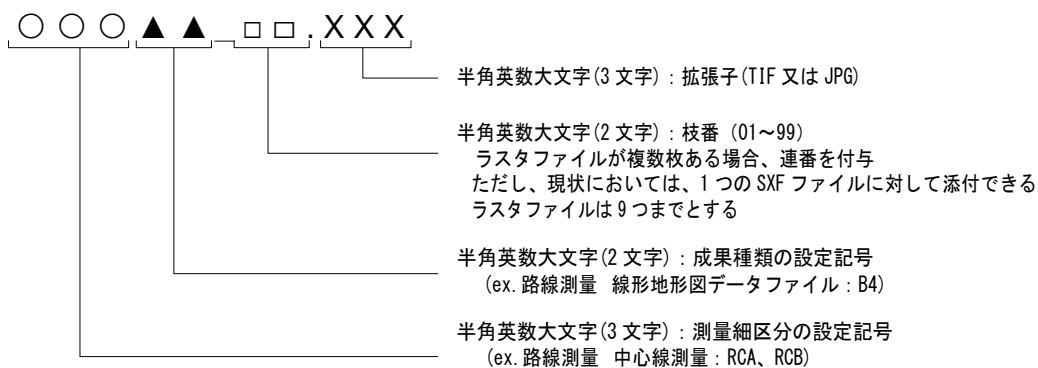 ○○○▲▲_□□.XXX
半角英数大文字(3文字)：拡張子(TIF又はJPG)
半角英数大文字(2文字)：枝番（01～99）
ラスタファイルが複数枚ある場合、連番を付与
ただし、現状においては、1つのSXFファイルに対して添付できる
ラスタファイルは9つまでとする
半角英数大文字(2文字)：成果種類の設定記号
(ex.路線測量 線形地形図データファイル：B4)
半角英数大文字(3文字)：測量細区分の設定記号
(ex.路線測量 中心線測量：RCA、RCB)